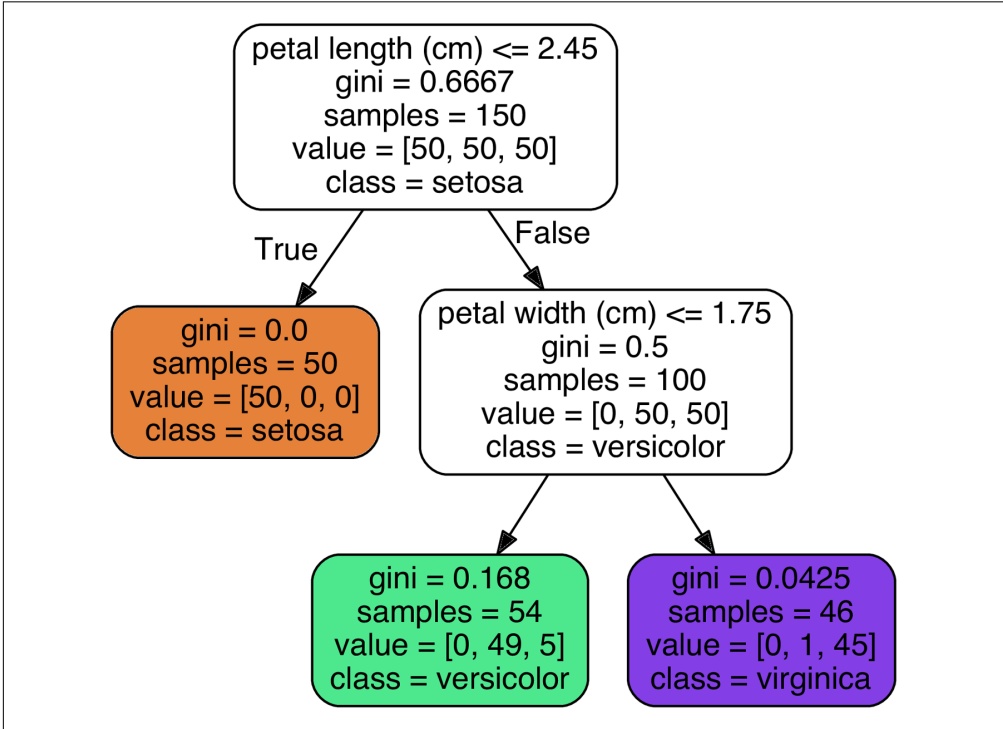 petal length (cm) <= 2.45
gini = 0.6667
samples = 150
value = [50, 50, 50]
class = setosa
True
False
gini = 0.0
samples = 50
value = [50, 0, 0]
class = setosa
petal width (cm) <= 1.75
gini = 0.5
samples = 100
value = [0, 50, 50]
class = versicolor
gini = 0.168
samples = 54
value = [0, 49, 5]
class = versicolor
gini = 0.0425
samples = 46
value = [0, 1, 45]
class = virginica